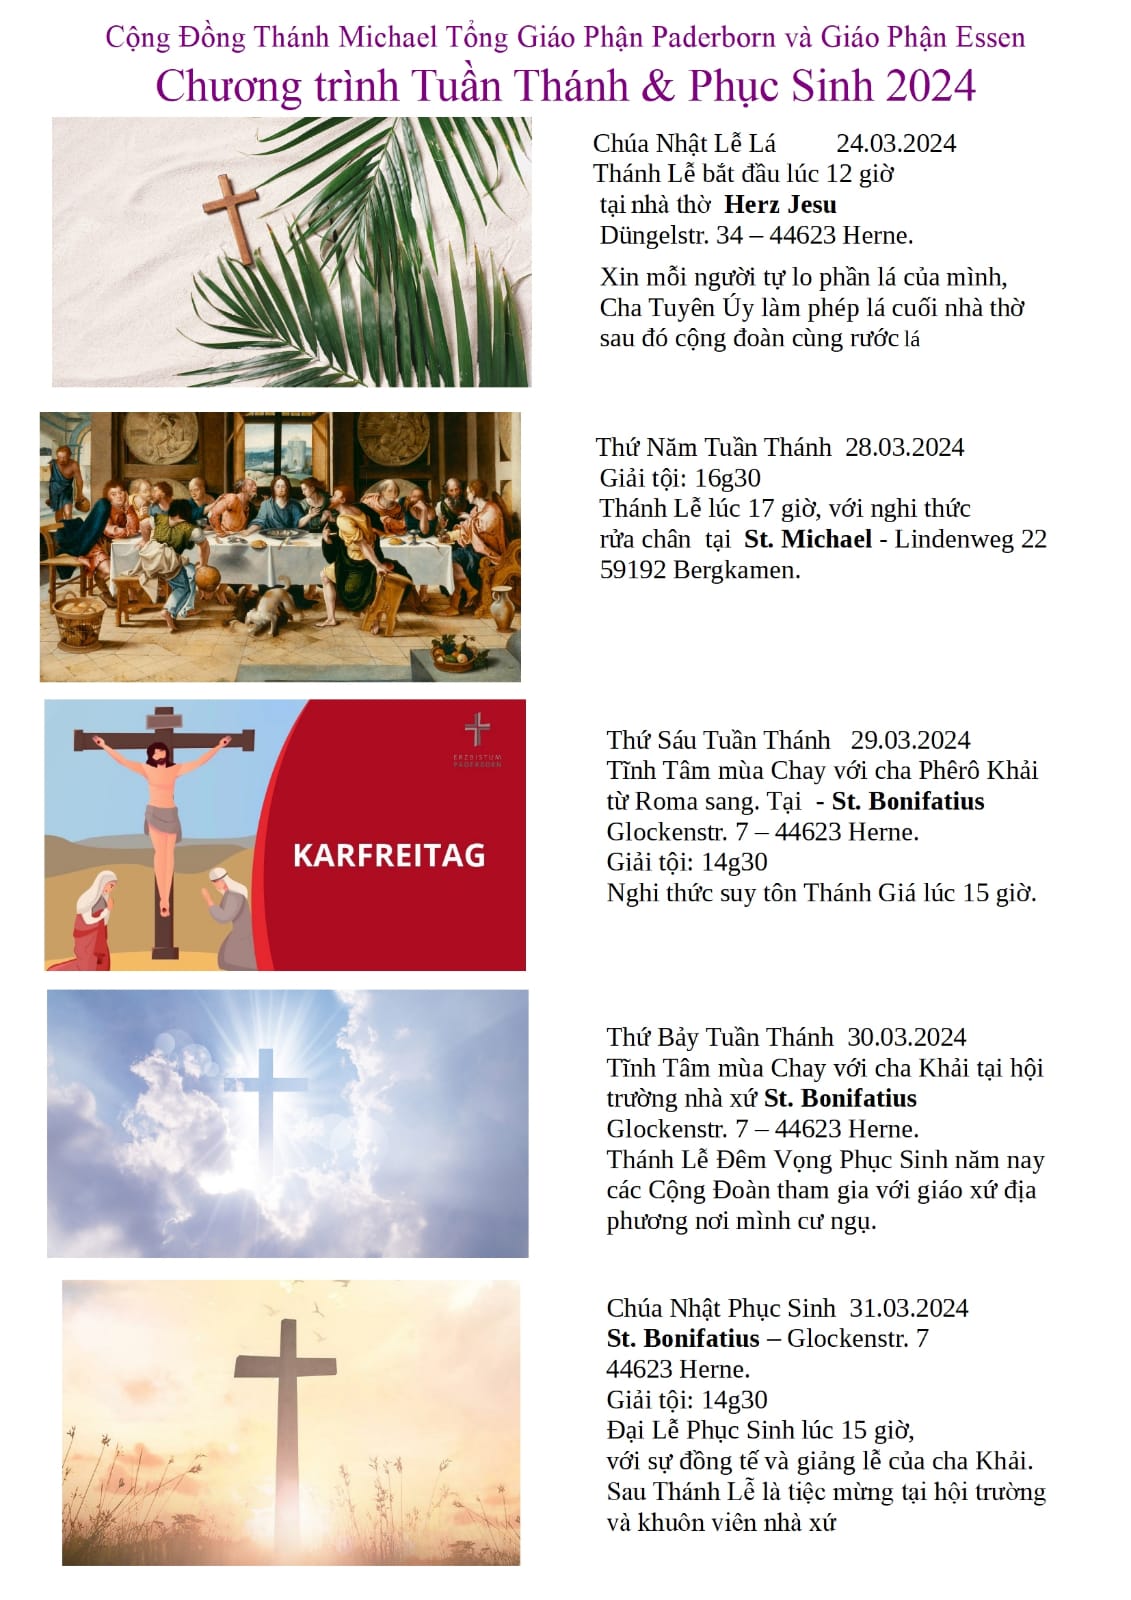 Cộng Đồng Thánh Michael Tổng Giáo Phận Paderborn và Giáo Phận Essen
Chương trình Tuần Thánh & Phục Sinh 2024
Chúa Nhật Lễ Lá 24.03.2024
Thánh Lễ bắt đầu lúc 12 giờ
tại nhà thờ Herz Jesu
Düngelstr. 34 – 44623 Herne.
Xin mỗi người tự lo phần lá của mình,
Cha Tuyên Úy làm phép lá cuối nhà thờ
sau đó cộng đoàn cùng rước lá
Thứ Năm Tuần Thánh 28.03.2024
Giải tội: 16g30
Thánh Lễ lúc 17 giờ, với nghi thức
rửa chân tại St. Michael - Lindenweg 22
59192 Bergkamen.
ERZBISTUM
PADERBORN
KARFREITAG
Thứ Sáu Tuần Thánh 29.03.2024
Tĩnh Tâm mùa Chay với cha Phêrô Khải
từ Roma sang. Tại - St. Bonifatius
Glockenstr. 7 – 44623 Herne.
Giải tội: 14g30
Nghi thức suy tôn Thánh Giá lúc 15 giờ.
Thứ Bảy Tuần Thánh 30.03.2024
Tĩnh Tâm mùa Chay với cha Khải tại hội
trường nhà xứ St. Bonifatius
Glockenstr. 7 – 44623 Herne.
Thánh Lễ Đêm Vọng Phục Sinh năm nay
các Cộng Đoàn tham gia với giáo xứ địa
phương nơi mình cư ngụ.
Chúa Nhật Phục Sinh 31.03.2024
St. Bonifatius – Glockenstr. 7
44623 Herne.
Giải tội: 14g30
Đại Lễ Phục Sinh lúc 15 giờ,
với sự đồng tế và giảng lễ của cha Khải.
Sau Thánh Lễ là tiệc mừng tại hội trường
và khuôn viên nhà xứ